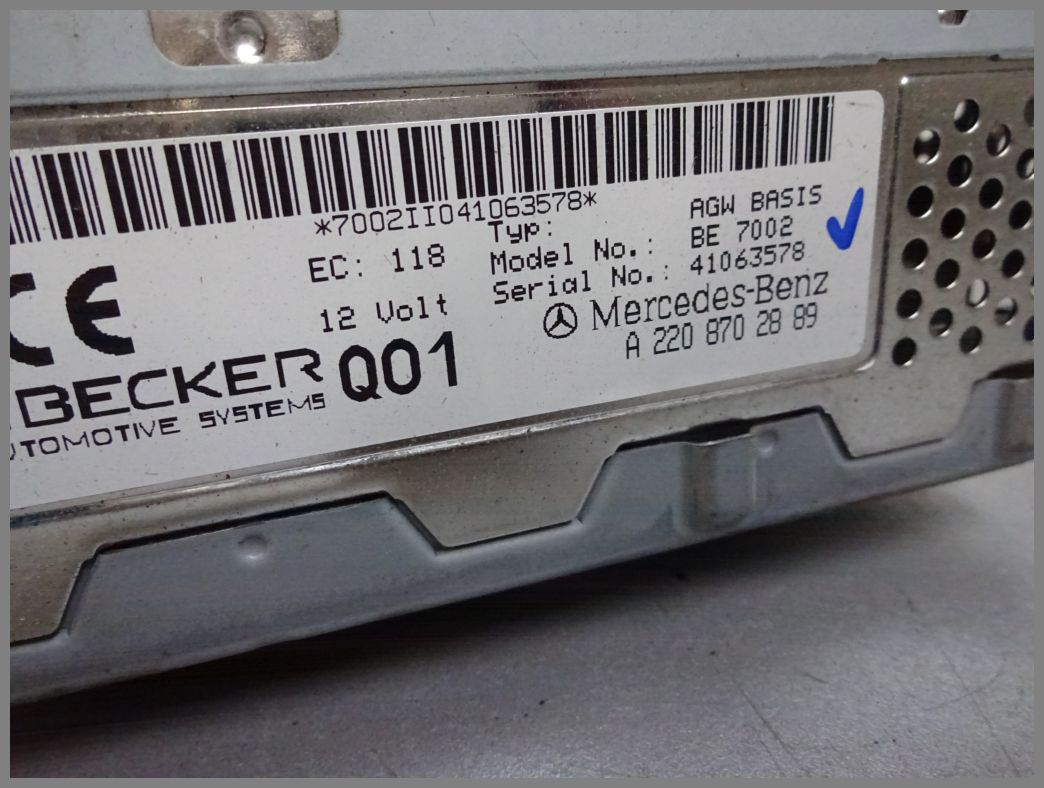 *7002II041063578*
EC: 118
Typ: AGW BASIS
Model No.: BE 7002
Serial No.: 41063578
12 Volt
Mercedes-Benz
A 220 870 28 89
CE
BECKER Q01
AUTOMOTIVE SYSTEMS